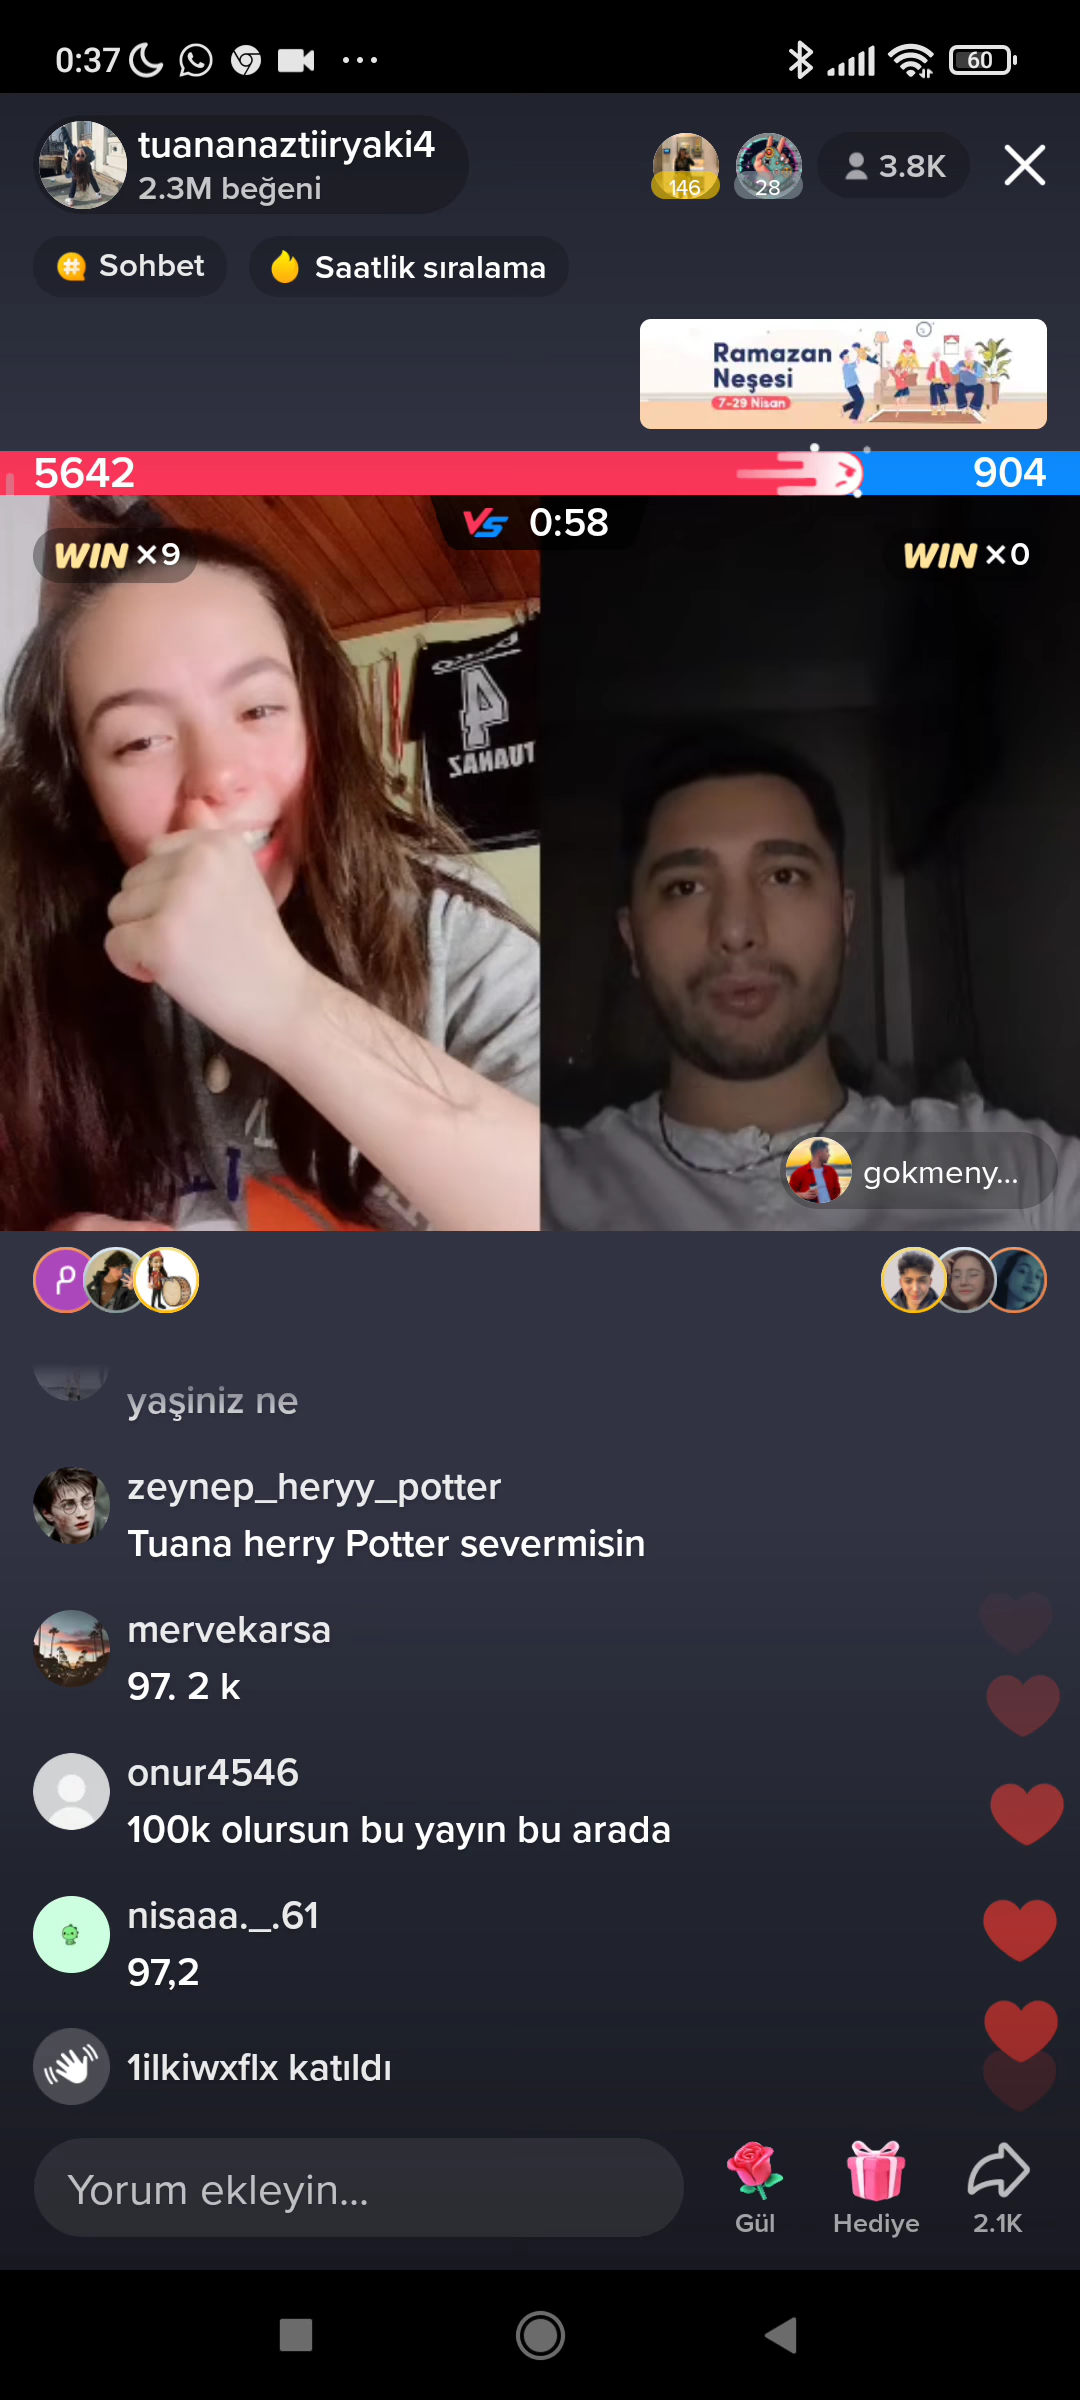 0:37
60
tuananaztiiryaki4
2.3M beğeni
146
28
3.8K
Sohbet
Saatlik sıralama
Ramazan
Neşesi
7-29 Nisan
5642
904
VS 0:58
WIN ×9
WIN ×0
4
TUANAZ
gokmeny...
yaşiniz ne
zeynep_heryy_potter
Tuana herry Potter severmisin
mervekarsa
97. 2 k
onur4546
100k olursun bu yayın bu arada
nisaaa._.61
97,2
1ilkiwxflx katıldı
Yorum ekleyin...
Gül
Hediye
2.1K